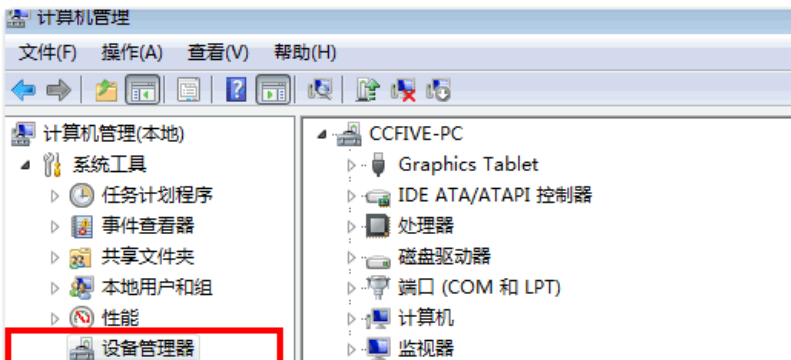 计算机管理
文件(F) 操作(A) 查看(V) 帮助(H)
计算机管理(本地)
系统工具
任务计划程序
事件查看器
共享文件夹
本地用户和组
性能
设备管理器
CCFIVE-PC
Graphics Tablet
IDE ATA/ATAPI 控制器
处理器
磁盘驱动器
端口 (COM 和 LPT)
计算机
监视器